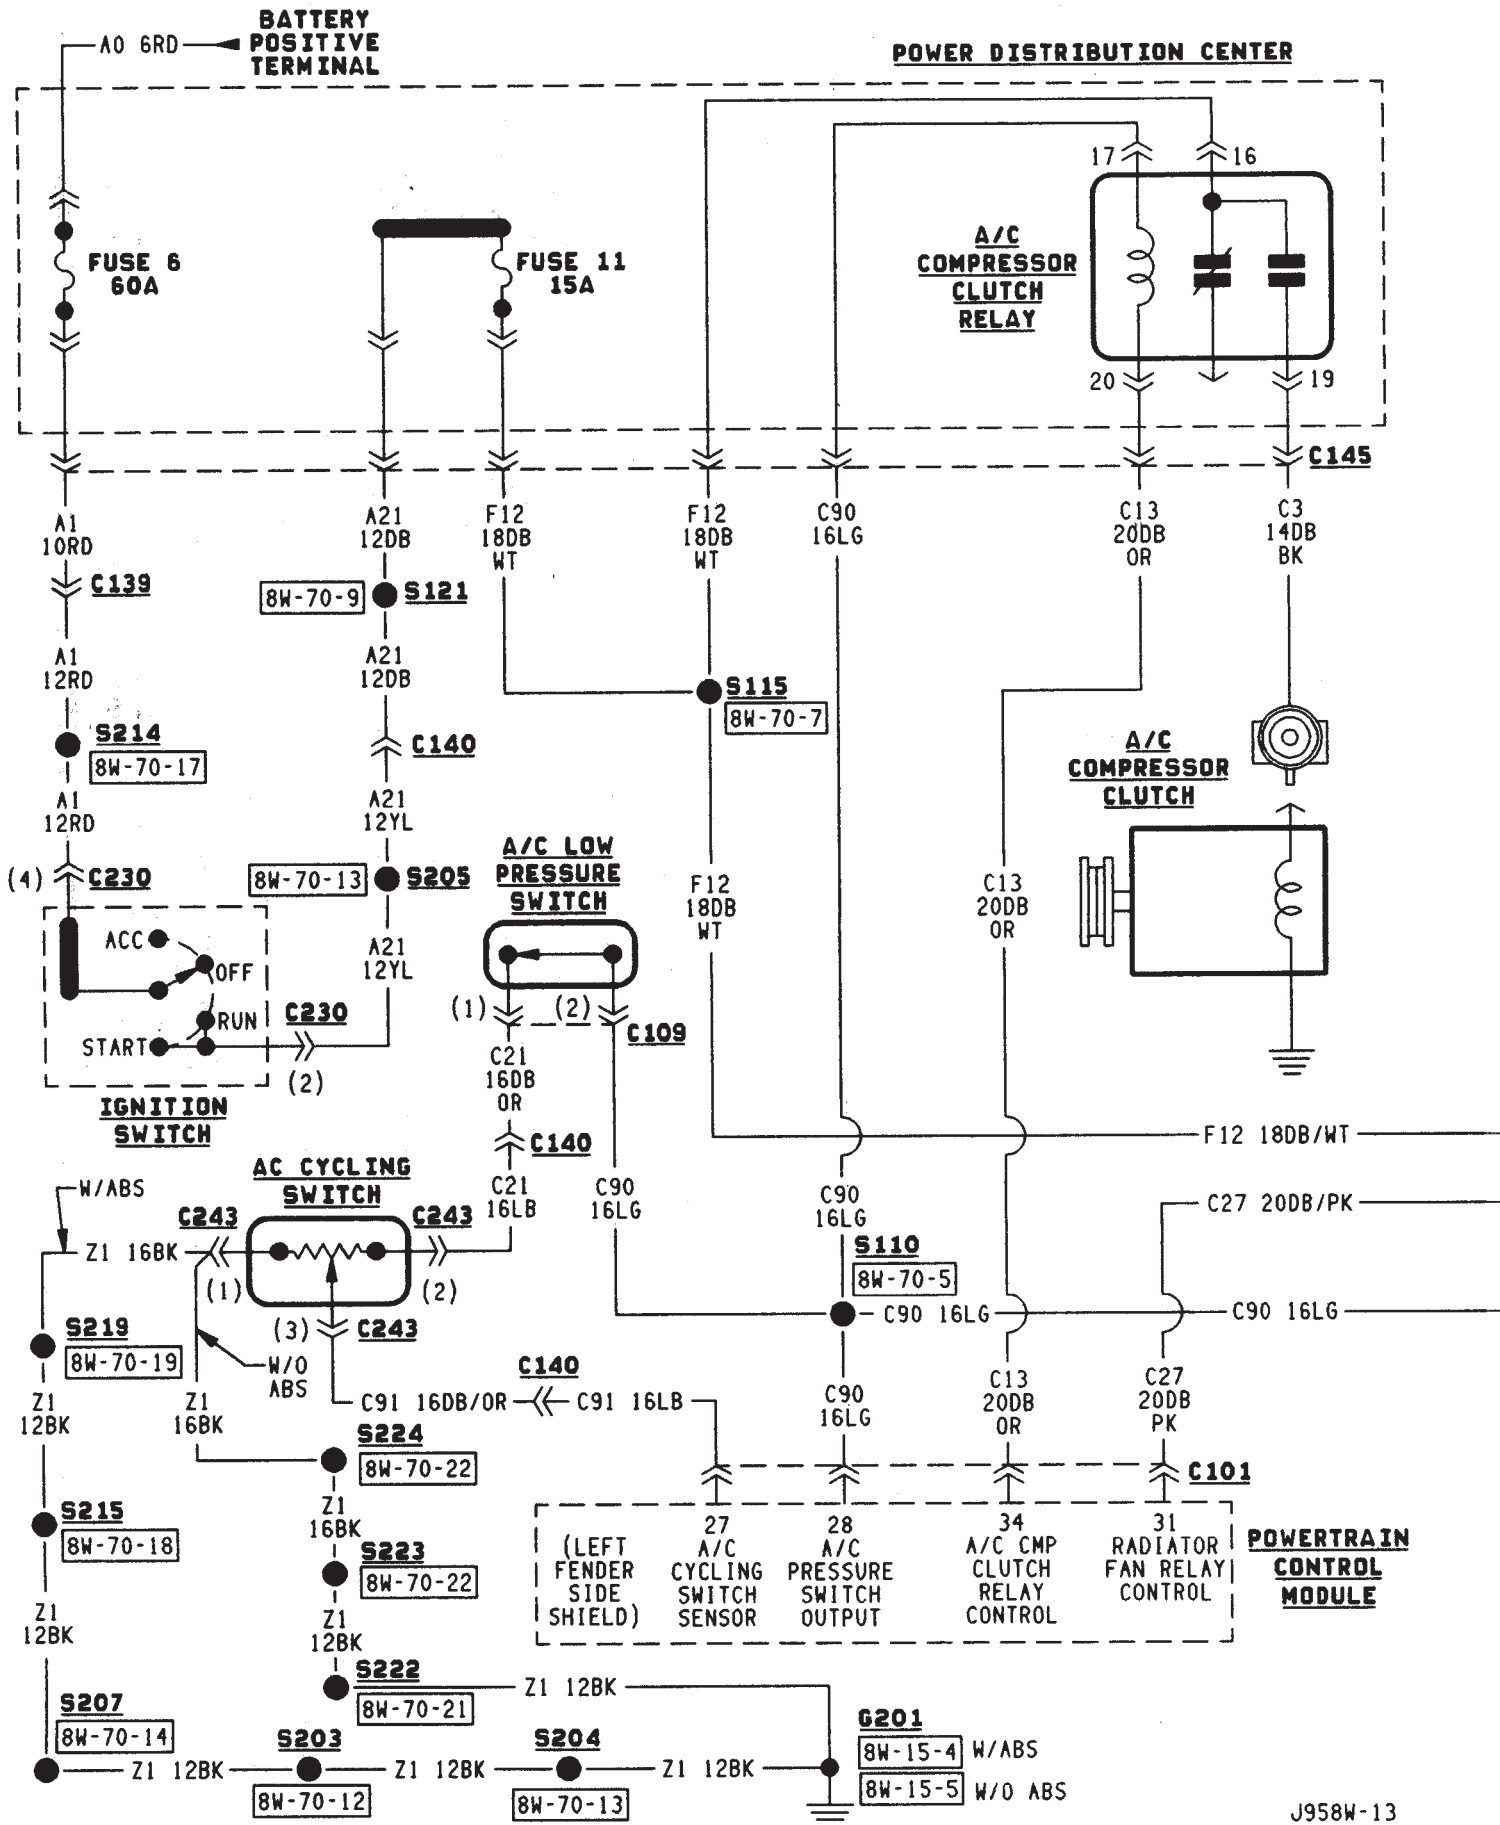 BATTERY
POSITIVE
TERMINAL
A0 6RD
POWER DISTRIBUTION CENTER
17
16
FUSE 6
60A
FUSE 11
15A
A/C
COMPRESSOR
CLUTCH
RELAY
20
19
C145
A1
10RD
A21
12DB
F12
18DB
WT
F12
18DB
WT
C90
16LG
C13
20DB
OR
C3
14DB
BK
C139
8W-70-9
S121
A1
12RD
A21
12DB
S115
8W-70-7
S214
8W-70-17
C140
A/C
COMPRESSOR
CLUTCH
A1
12RD
A21
12YL
(4)
C230
8W-70-13
S205
A/C LOW
PRESSURE
SWITCH
F12
18DB
WT
C13
20DB
OR
ACC
OFF
RUN
START
A21
12YL
C230
(2)
(1)
(2)
C109
IGNITION
SWITCH
C21
16DB
OR
C140
F12 18DB/WT
W/ABS
AC CYCLING
SWITCH
C21
16LB
C90
16LG
C90
16LG
C27 20DB/PK
C243
C243
Z1 16BK
(1)
(2)
S110
8W-70-5
C90 16LG
C90 16LG
S219
8W-70-19
(3)
C243
W/O
ABS
C140
Z1
12BK
Z1
16BK
C91 16DB/OR
C91 16LB
C90
16LG
C13
20DB
OR
C27
20DB
PK
S224
8W-70-22
C101
S215
8W-70-18
Z1
16BK
S223
8W-70-22
(LEFT
FENDER
SIDE
SHIELD)
27
A/C
CYCLING
SWITCH
SENSOR
28
A/C
PRESSURE
SWITCH
OUTPUT
34
A/C CMP
CLUTCH
RELAY
CONTROL
31
RADIATOR
FAN RELAY
CONTROL
POWERTRAIN
CONTROL
MODULE
Z1
12BK
Z1
12BK
S222
8W-70-21
Z1 12BK
S207
8W-70-14
S203
8W-70-12
S204
8W-70-13
Z1 12BK
Z1 12BK
Z1 12BK
G201
8W-15-4 W/ABS
8W-15-5 W/O ABS
J958W-13